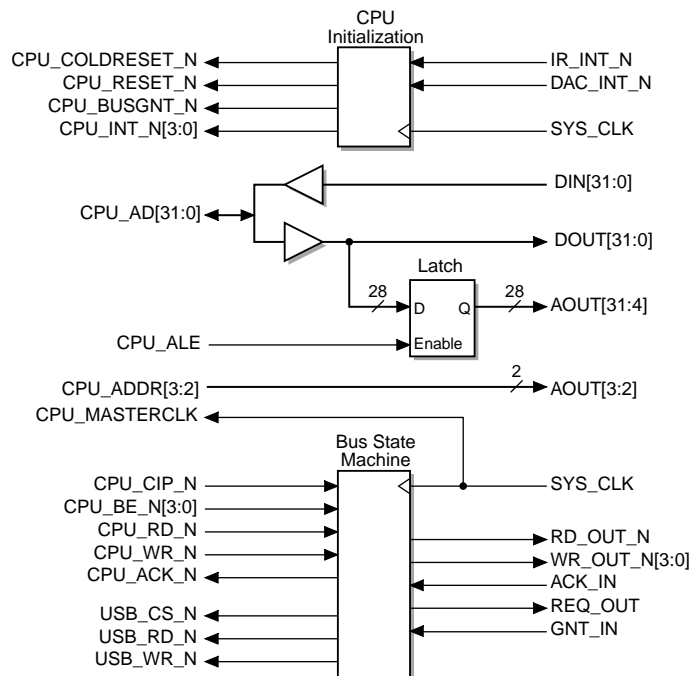 CPU
Initialization
CPU_COLDRESET_N
IR_INT_N
CPU_RESET_N
DAC_INT_N
CPU_BUSGNT_N
CPU_INT_N[3:0]
SYS_CLK
DIN[31:0]
CPU_AD[31:0]
DOUT[31:0]
Latch
28
D
Q
28
AOUT[31:4]
CPU_ALE
Enable
CPU_ADDR[3:2]
2
AOUT[3:2]
CPU_MASTERCLK
Bus State
Machine
CPU_CIP_N
SYS_CLK
CPU_BE_N[3:0]
CPU_RD_N
RD_OUT_N
CPU_WR_N
WR_OUT_N[3:0]
CPU_ACK_N
ACK_IN
USB_CS_N
REQ_OUT
USB_RD_N
GNT_IN
USB_WR_N